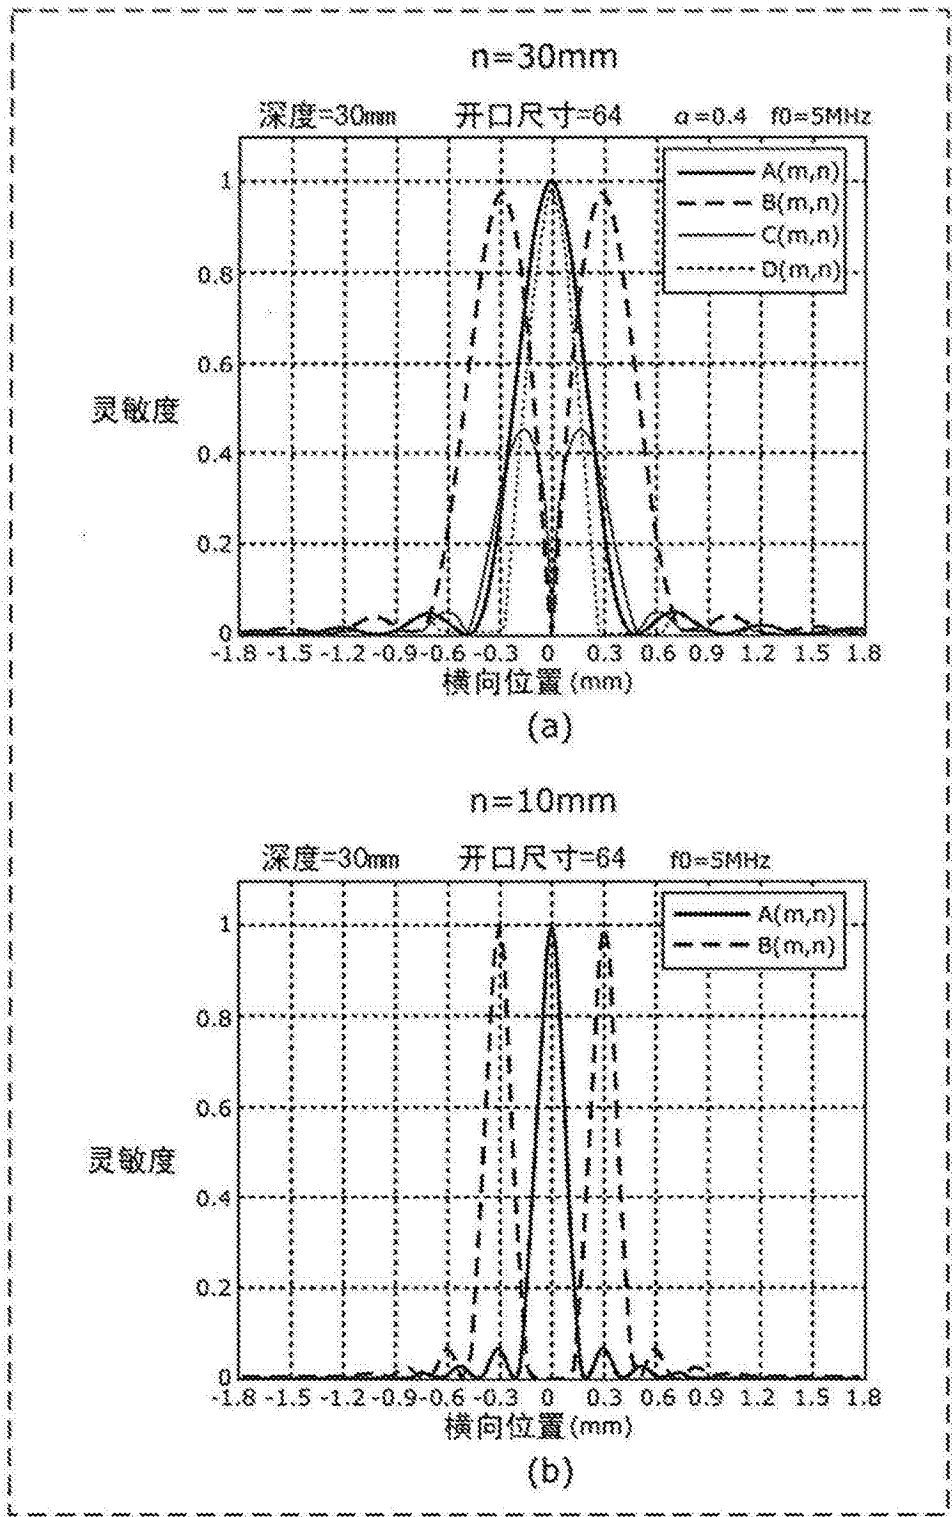 n=30mm
深度=30mm 开口尺寸=64 α=0.4 f0=5MHz
A(m,n)
B(m,n)
C(m,n)
D(m,n)
1
0.8
0.6
灵敏度
0.4
0.2
0
-1.8 -1.5 -1.2 -0.9 -0.6 -0.3 0 0.3 0.6 0.9 1.2 1.5 1.8
横向位置(mm)
(a)
n=10mm
深度=30mm 开口尺寸=64 f0=5MHz
A(m,n)
B(m,n)
1
0.8
0.6
灵敏度
0.4
0.2
0
-1.8 -1.5 -1.2 -0.9 -0.6 -0.3 0 0.3 0.6 0.9 1.2 1.5 1.8
横向位置(mm)
(b)